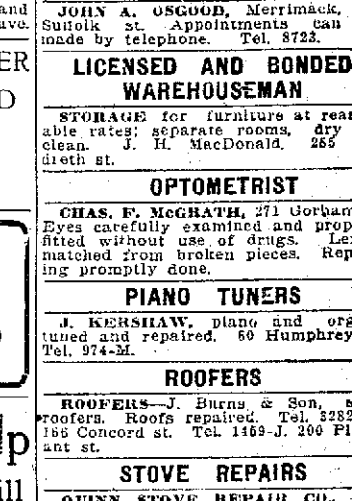 and
ave.
ER
D
p
ill
JOHN A. OSGOOD, Merrimack,
Suffolk st. Appointments can
made by telephone. Tel. 8723.
LICENSED AND BONDED
WAREHOUSEMAN
STORAGE for furniture at reas
able rates; separate rooms, dry
clean. J. H. MacDonald. 265
dleth st.
OPTOMETRIST
CHAS. F. McGRATH, 271 Gorham
Eyes carefully examined and prop
fitted without use of drugs. Le
matched from broken pieces. Rep
ing promptly done.
PIANO TUNERS
J. KERSHAW, piano and org
tuned and repaired. 60 Humphrey
Tel. 974-M.
ROOFERS
ROOFERS—J. Burns & Son, s
roofers. Roofs repaired. Tel. 3282
166 Concord st. Tel. 1459-J. 200 Pl
ant st.
STOVE REPAIRS
QUINN STOVE REPAIR CO.